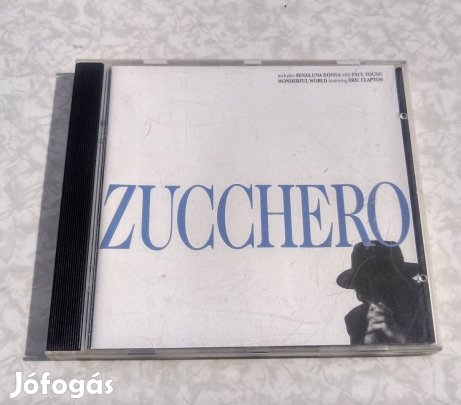 includes SENZA UNA DONNA with PAUL YOUNG
WONDERFUL WORLD featuring ERIC CLAPTON
ZUCCHERO
Jófogás